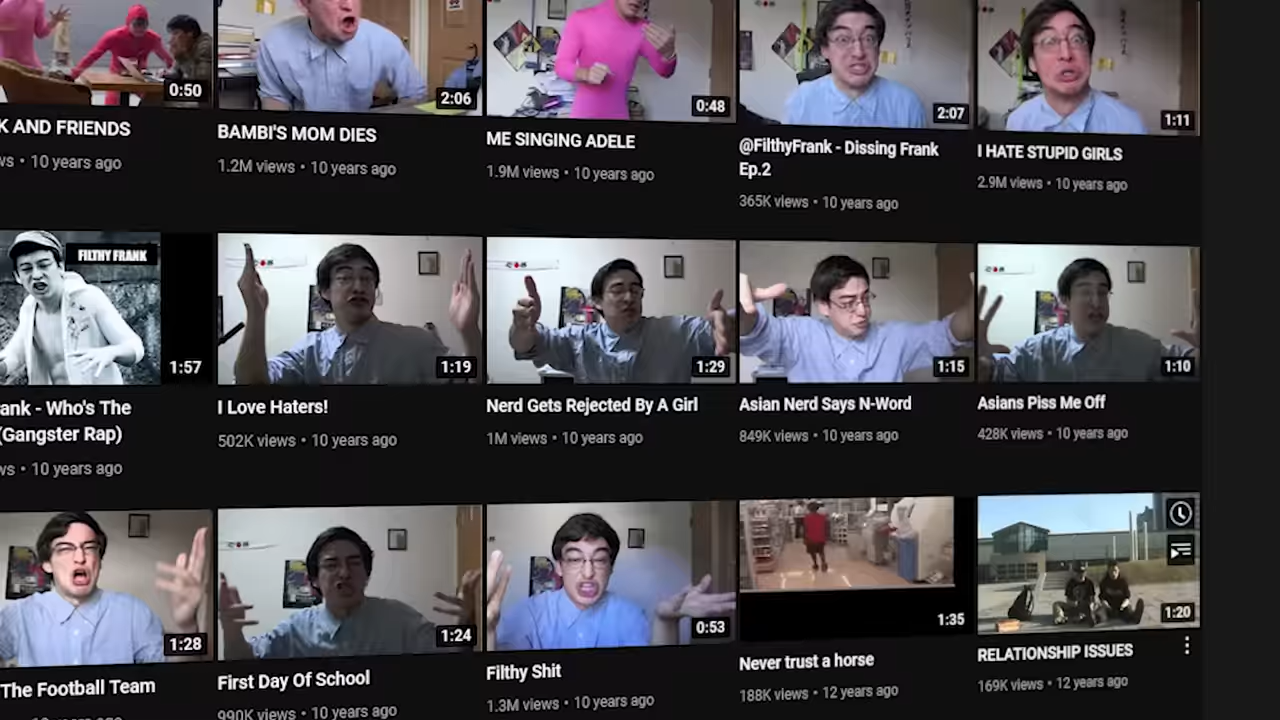 0:50
2:06
0:48
2:07
1:11
K AND FRIENDS
BAMBI'S MOM DIES
ME SINGING ADELE
@FilthyFrank - Dissing Frank
Ep.2
I HATE STUPID GIRLS
ws • 10 years ago
1.2M views • 10 years ago
1.9M views • 10 years ago
365K views • 10 years ago
2.9M views • 10 years ago
FILTHY FRANK
1:57
1:19
1:29
1:15
1:10
ank - Who's The
(Gangster Rap)
I Love Haters!
Nerd Gets Rejected By A Girl
Asian Nerd Says N-Word
Asians Piss Me Off
ws • 10 years ago
502K views • 10 years ago
1M views • 10 years ago
849K views • 10 years ago
428K views • 10 years ago
1:28
1:24
0:53
1:35
1:20
The Football Team
First Day Of School
Filthy Shit
Never trust a horse
RELATIONSHIP ISSUES
10 years ago
990K views • 10 years ago
1.3M views • 10 years ago
188K views • 12 years ago
169K views • 12 years ago